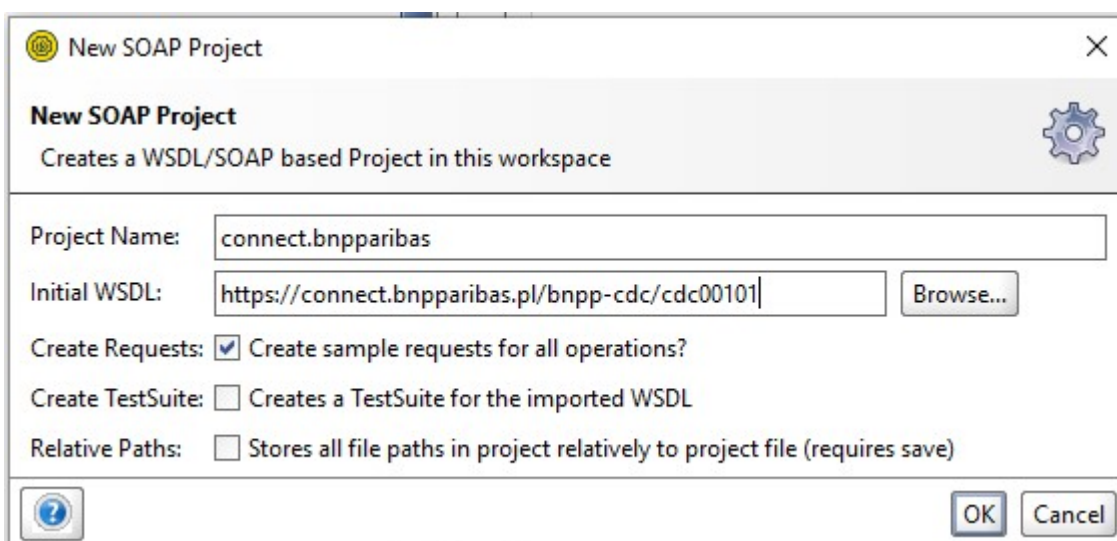 New SOAP Project
New SOAP Project
Creates a WSDL/SOAP based Project in this workspace
Project Name: connect.bnpparibas
Initial WSDL: https://connect.bnpparibas.pl/bnpp-cdc/cdc00101 Browse...
Create Requests: Create sample requests for all operations?
Create TestSuite: Creates a TestSuite for the imported WSDL
Relative Paths: Stores all file paths in project relatively to project file (requires save)
? OK Cancel